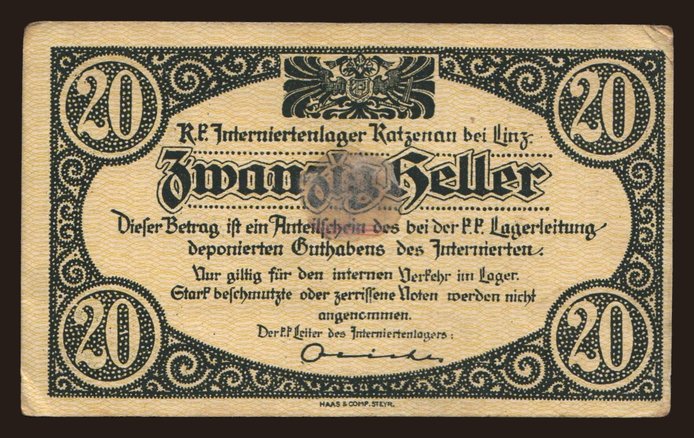 20 20
K.k. Interniertenlager Katzenau bei Linz
Zwanzig Heller
Dieser Betrag ist ein Anteilschein des bei der k.k. Lagerleitung
deponierten Guthabens des Internierten.
Nur giltig für den internen Verkehr im Lager.
Stark beschmutzte oder zerrissene Noten werden nicht
angenommen.
Der k.k. Leiter des Interniertenlagers:
20 20
HAAS & COMP. STEYR.